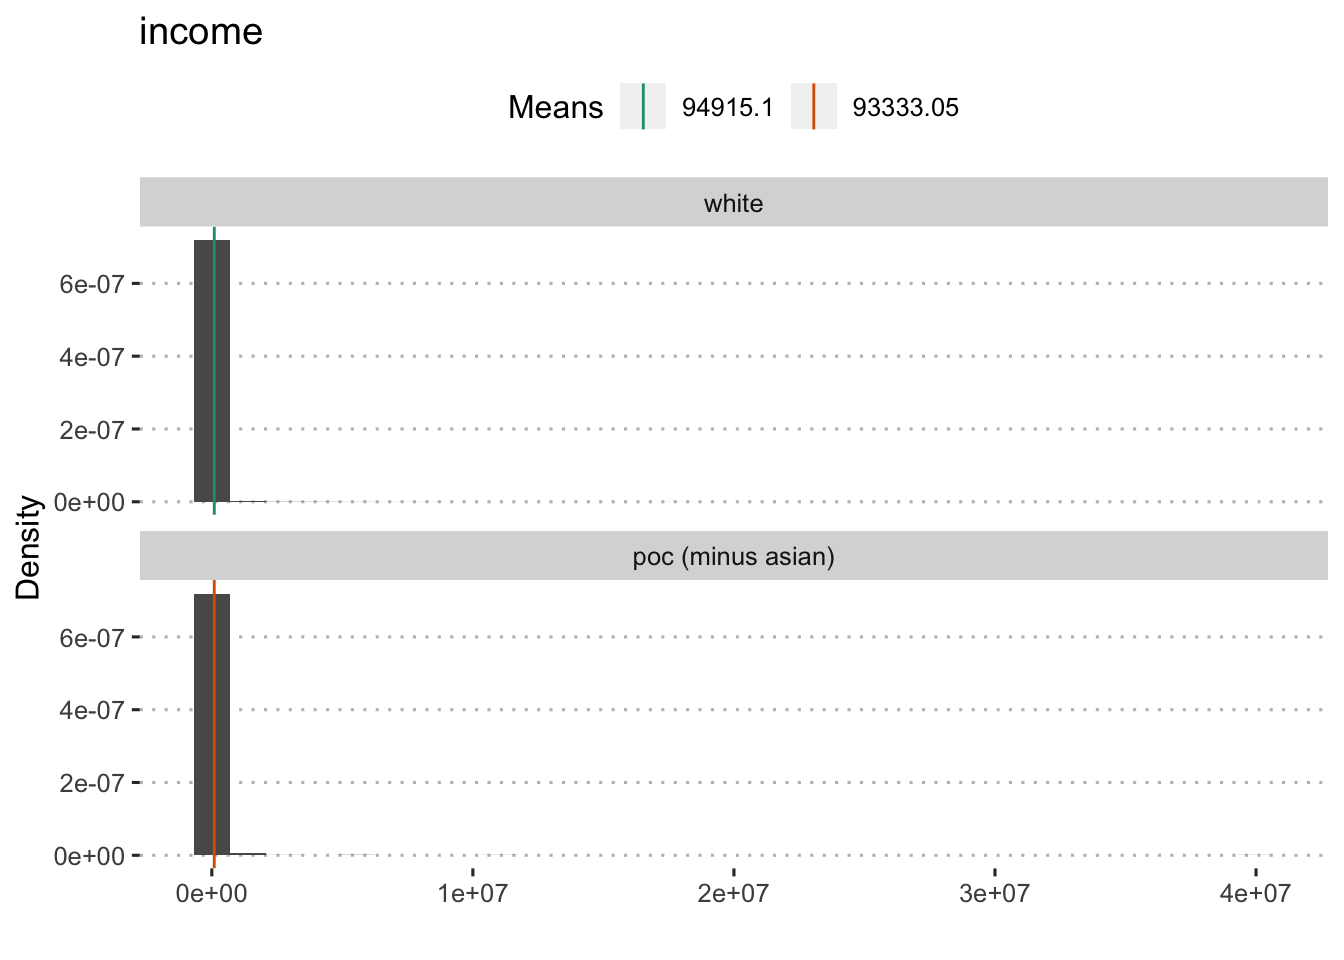 income
Means 94915.1 93333.05
white
6e-07
4e-07
2e-07
0e+00
Density
poc (minus asian)
6e-07
4e-07
2e-07
0e+00
0e+00 1e+07 2e+07 3e+07 4e+07